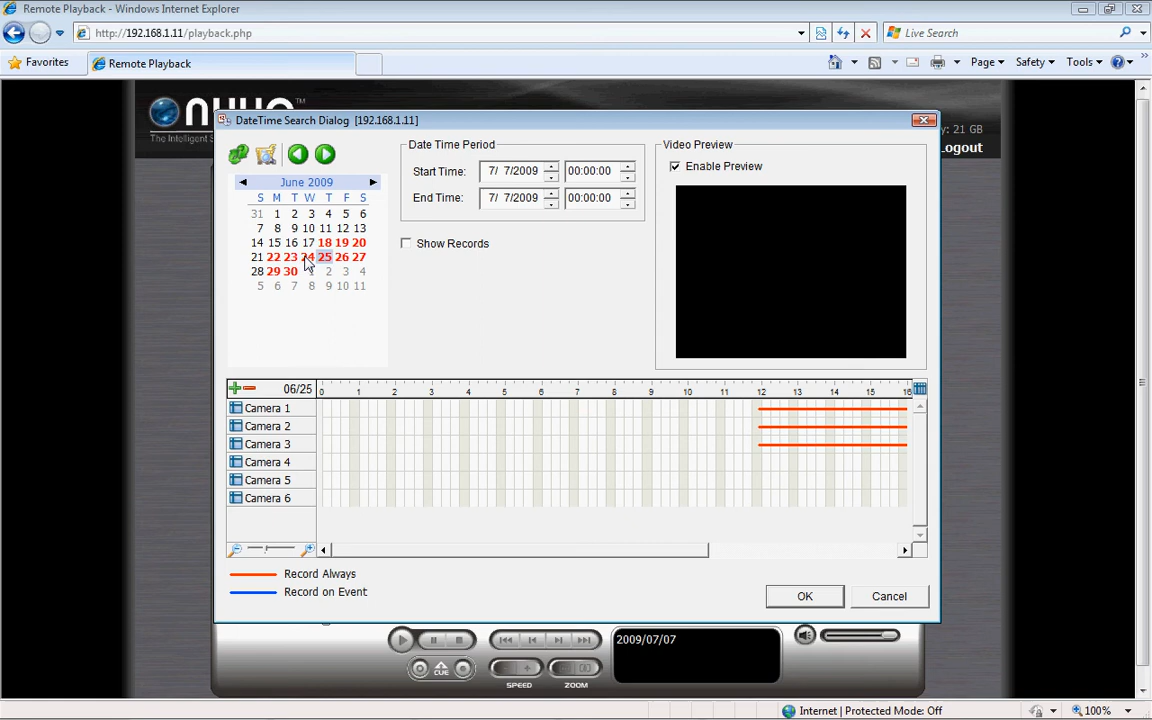 Remote Playback - Windows Internet Explorer
http://192.168.1.11/playback.php
Live Search
Favorites
Remote Playback
Page
Safety
Tools
The Intelligent
21 GB
Logout
DateTime Search Dialog [192.168.1.11]
June 2009
S M T W T F S
31 1 2 3 4 5 6
7 8 9 10 11 12 13
14 15 16 17 18 19 20
21 22 23 24 25 26 27
28 29 30 1 2 3 4
5 6 7 8 9 10 11
Date Time Period
Start Time: 7/ 7/2009 00:00:00
End Time: 7/ 7/2009 00:00:00
Show Records
Video Preview
Enable Preview
06/25 0 1 2 3 4 5 6 7 8 9 10 11 12 13 14 15 16
Camera 1
Camera 2
Camera 3
Camera 4
Camera 5
Camera 6
Record Always
Record on Event
OK
Cancel
2009/07/07
CUE
SPEED
ZOOM
Internet | Protected Mode: Off
100%